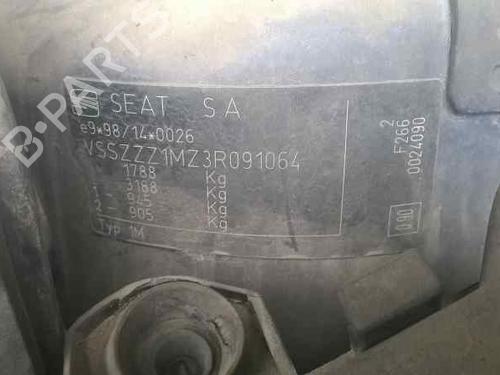 SEAT S A
e9*98/14*0026
VSSZZZ1MZ3R091064
1788 Kg
3188 Kg
1 - 945 Kg
2 - 905 Kg
Typ 1M
2
F266
0024090
0.90
B-PARTS